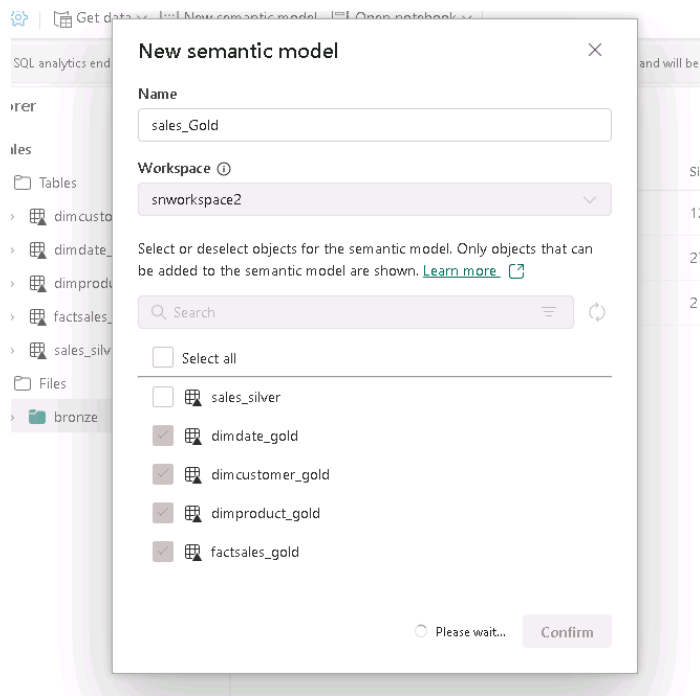 Get data New semantic model Open notebook
SQL analytics end
and will be
New semantic model
Name
sales_Gold
Workspace
snworkspace2
Select or deselect objects for the semantic model. Only objects that can
be added to the semantic model are shown. Learn more
Search
Select all
sales_silver
dimdate_gold
dimcustomer_gold
dimproduct_gold
factsales_gold
Please wait... Confirm
rer
les
Tables
dimcusto
dimdate_
dimprodu
factsales_
sales_silv
Files
bronze
Si
12
2
2